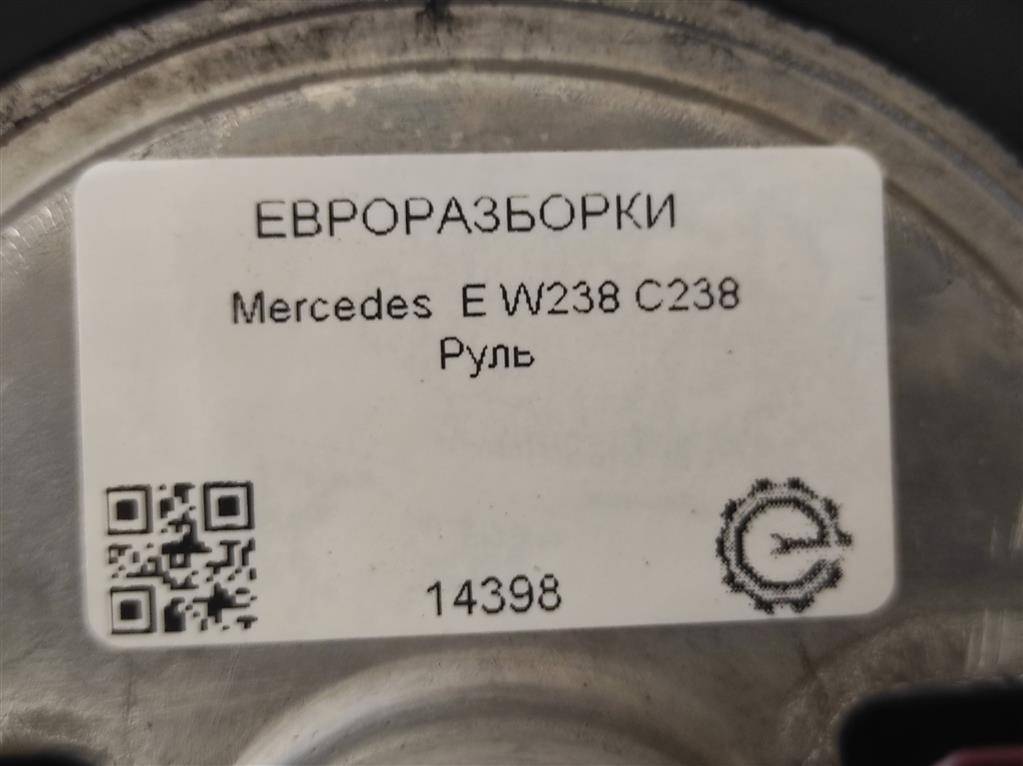 ЕВРОРАЗБОРКИ
Mercedes E W238 C238
Руль
14398